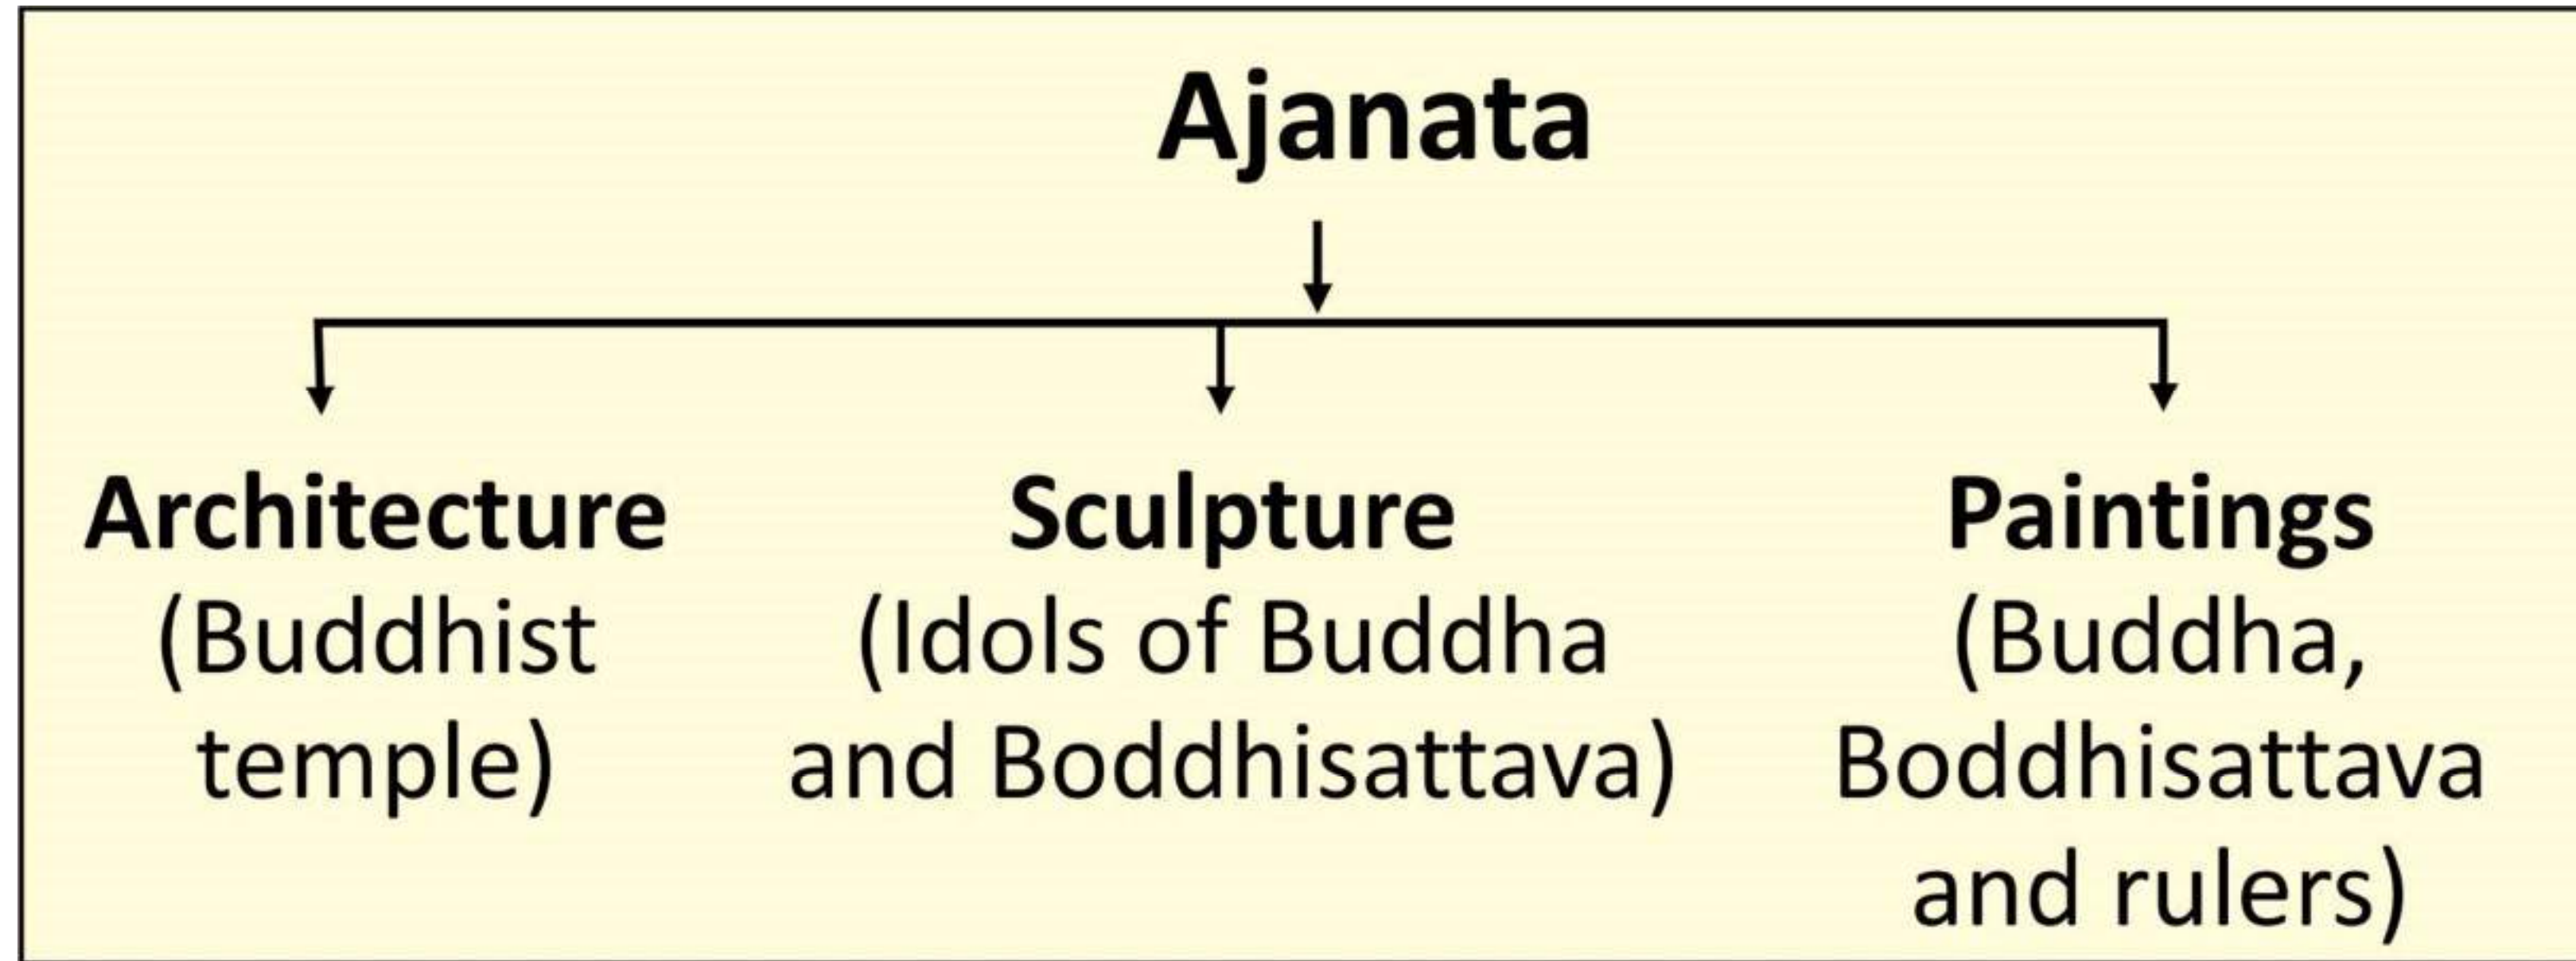 Ajanata
Architecture
(Buddhist
temple)
Sculpture
(Idols of Buddha
and Boddhisattava)
Paintings
(Buddha,
Boddhisattava
and rulers)